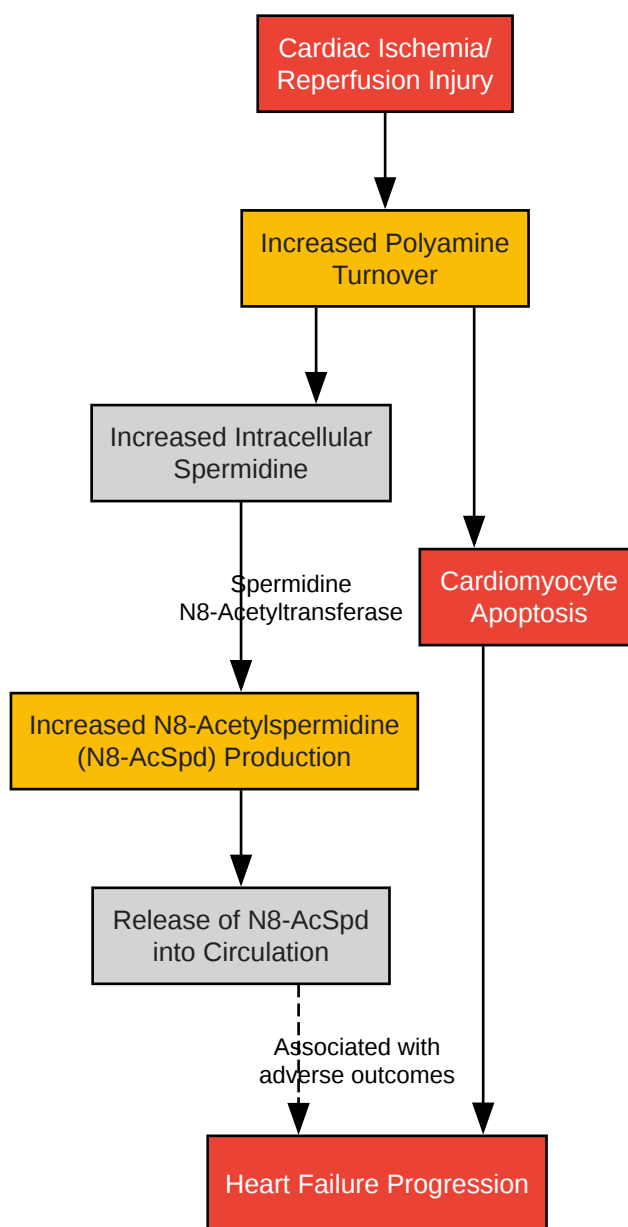 Cardiac Ischemia/
Reperfusion Injury
Increased Polyamine
Turnover
Increased Intracellular
Spermidine
Spermidine
N8-Acetyltransferase
Cardiomyocyte
Apoptosis
Increased N8-Acetylspermidine
(N8-AcSpd) Production
Release of N8-AcSpd
into Circulation
Associated with
adverse outcomes
Heart Failure Progression